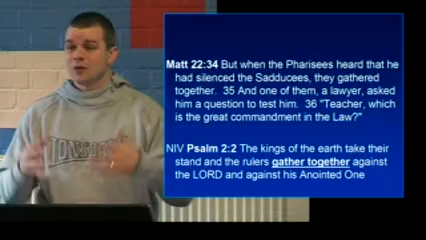 Matt 22:34 But when the Pharisees heard that he
had silenced the Sadducees, they gathered
together. 35 And one of them, a lawyer, asked
him a question to test him. 36 "Teacher, which
is the great commandment in the Law?"
NIV Psalm 2:2 The kings of the earth take their
stand and the rulers gather together against
the LORD and against his Anointed One
LONSDALE